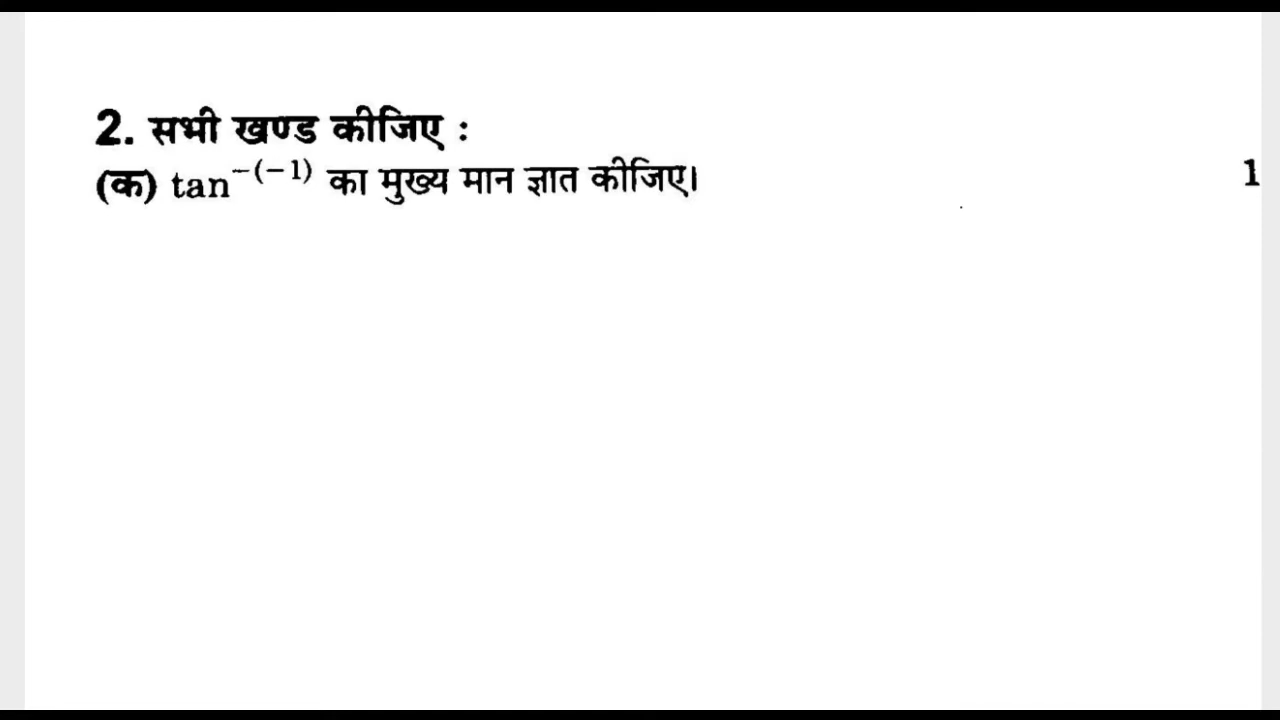 2. सभी खण्ड कीजिए :
(क) tan⁻⁽⁻¹⁾ का मुख्य मान ज्ञात कीजिए। 1